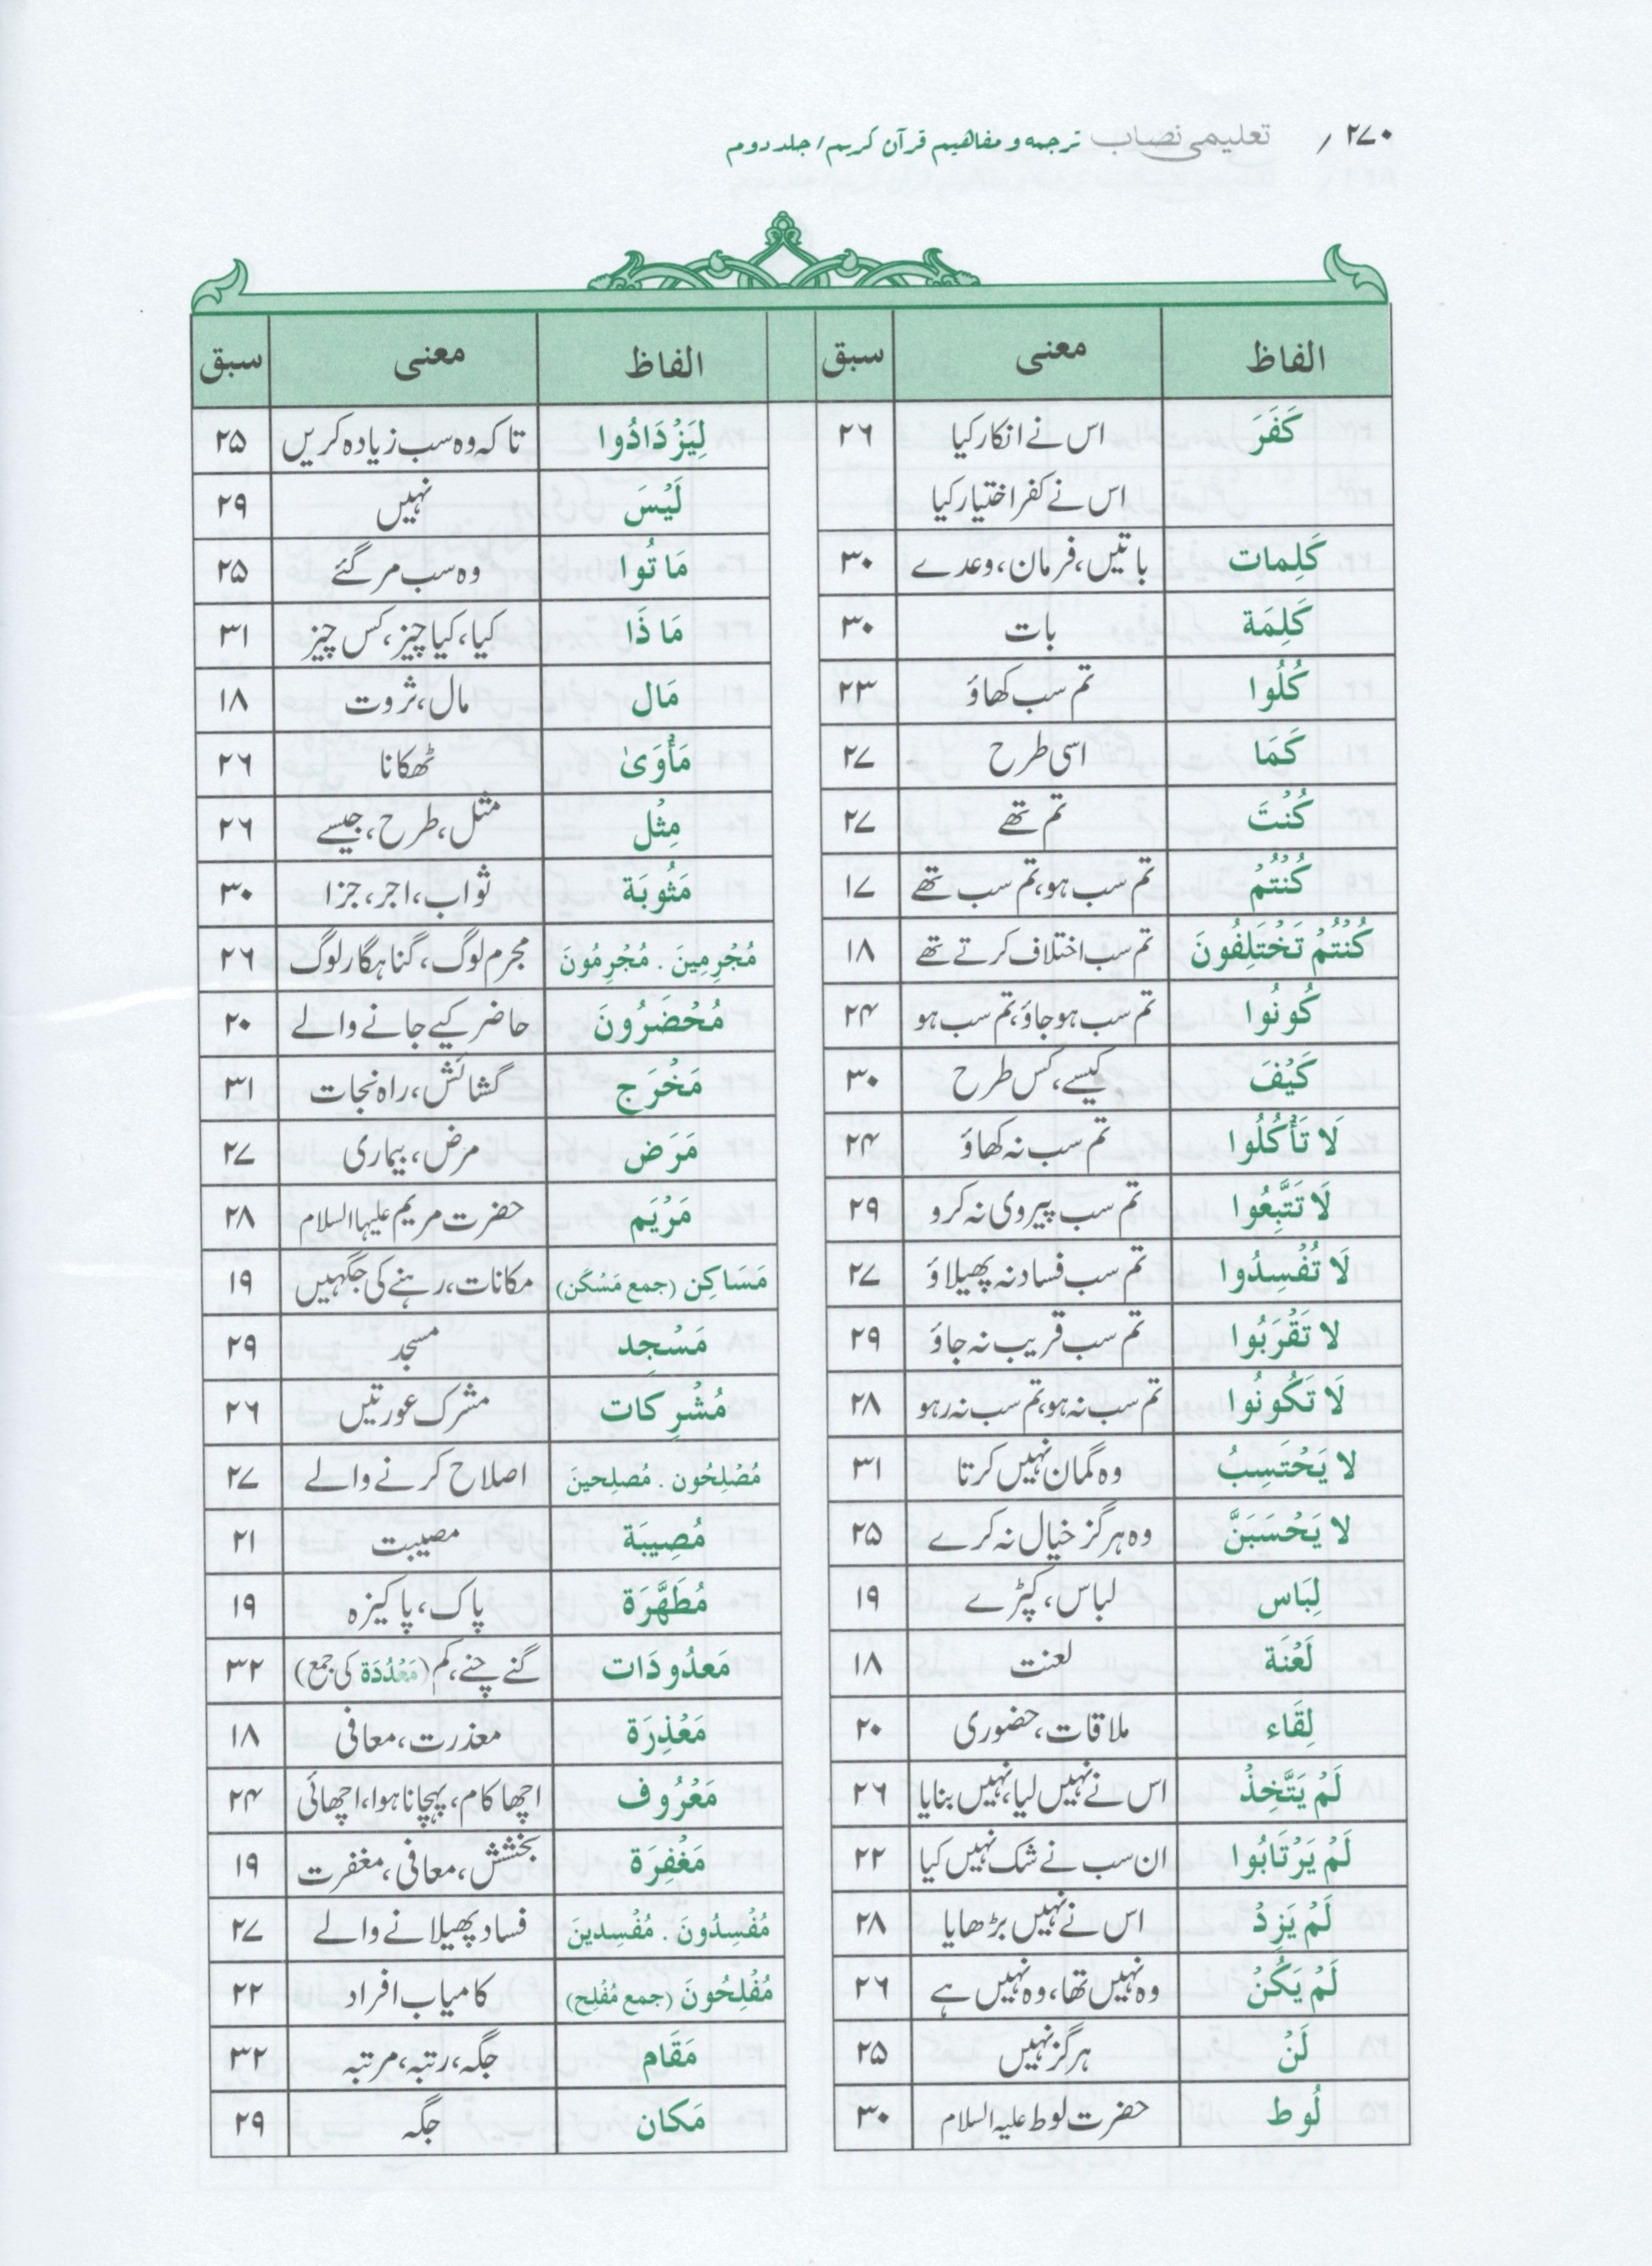 ۲۷۰ / تعلیمی نصاب ترجمه و مفاهیم قرآن کریم / جلد دوم
الفاظ معنی سبق
كَفَرَ اس نے انکار کیا ۲۶
اس نے کفر اختیار کیا
كَلِمات باتیں، فرمان، وعدے ۳۰
كَلِمَة بات ۳۰
كُلُوا تم سب کھاؤ ۲۳
كَمَا اسی طرح ۲۷
كُنْتَ تم تھے ۲۷
كُنْتُمْ تم سب ہو، تم سب تھے ۱۷
كُنْتُمْ تَخْتَلِفُونَ تم سب اختلاف کرتے تھے ۱۸
كُونُوا تم سب ہو جاؤ، تم سب ہو ۲۴
كَيْفَ کیسے، کس طرح ۳۰
لَا تَأْكُلُوا تم سب نہ کھاؤ ۲۴
لَا تَتَّبِعُوا تم سب پیروی نہ کرو ۲۹
لَا تُفْسِدُوا تم سب فساد نہ پھیلاؤ ۲۷
لا تَقْرَبُوا تم سب قریب نہ جاؤ ۲۹
لَا تَكُونُوا تم سب نہ ہو، تم سب نہ رہو ۲۸
لا يَحْتَسِبُ وہ گمان نہیں کرتا ۳۱
لا يَحْسَبَنَّ وہ ہرگز خیال نہ کرے ۲۵
لِبَاس لباس، کپڑے ۱۹
لَعْنَة لعنت ۱۸
لِقَاء ملاقات، حضوری ۲۰
لَمْ يَتَّخِذْ اس نے نہیں لیا، نہیں بنایا ۲۶
لَمْ يَرْتَابُوا ان سب نے شک نہیں کیا ۲۲
لَمْ يَزِدْ اس نے نہیں بڑھایا ۲۸
لَمْ يَكُنْ وہ نہیں تھا، وہ نہیں ہے ۲۶
لَنْ ہرگز نہیں ۲۵
لُوط حضرت لوط علیہ السلام ۳۰
الفاظ معنی سبق
لِيَزْدَادُوا تاکہ وہ سب زیادہ کریں ۲۵
لَيْسَ نہیں ۲۹
مَاتُوا وہ سب مر گئے ۲۵
مَا ذَا کیا، کیا چیز، کس چیز ۳۱
مَال مال، ثروت ۱۸
مَأْوَىٰ ٹھکانا ۲۶
مِثْل مثل، طرح، جیسے ۲۶
مَثُوبَة ثواب، اجر، جزا ۳۰
مُجْرِمِينَ . مُجْرِمُونَ مجرم لوگ، گناہگار لوگ ۲۶
مُحْضَرُونَ حاضر کیے جانے والے ۲۰
مَخْرَج گشائش، راہ نجات ۳۱
مَرَض مرض، بیماری ۲۷
مَرْيَم حضرت مریم علیہا السلام ۲۸
مَسَاكِن (جمع مَسْكَن) مکانات، رہنے کی جگہیں ۱۹
مَسْجِد مسجد ۲۹
مُشْرِكات مشرک عورتیں ۲۶
مُصْلِحُون . مُصلِحينَ اصلاح کرنے والے ۲۷
مُصِيبَة مصیبت ۲۱
مُطَهَّرَة پاک، پاکیزہ ۱۹
مَعدُودَات گنے چنے، کم (مَعْدُدَة کی جمع) ۳۲
مَعْذِرَة معذرت، معافی ۱۸
مَعْرُوف اچھا کام، پہچانا ہوا، اچھائی ۲۴
مَغْفِرَة بخشش، معافی، مغفرت ۱۹
مُفْسِدُونَ . مُفْسِدينَ فساد پھیلانے والے ۲۷
مُفْلِحُونَ (جمع مُفْلِح) کامیاب افراد ۲۲
مَقَام جگہ، رتبہ، مرتبہ ۳۲
مَكان جگہ ۲۹